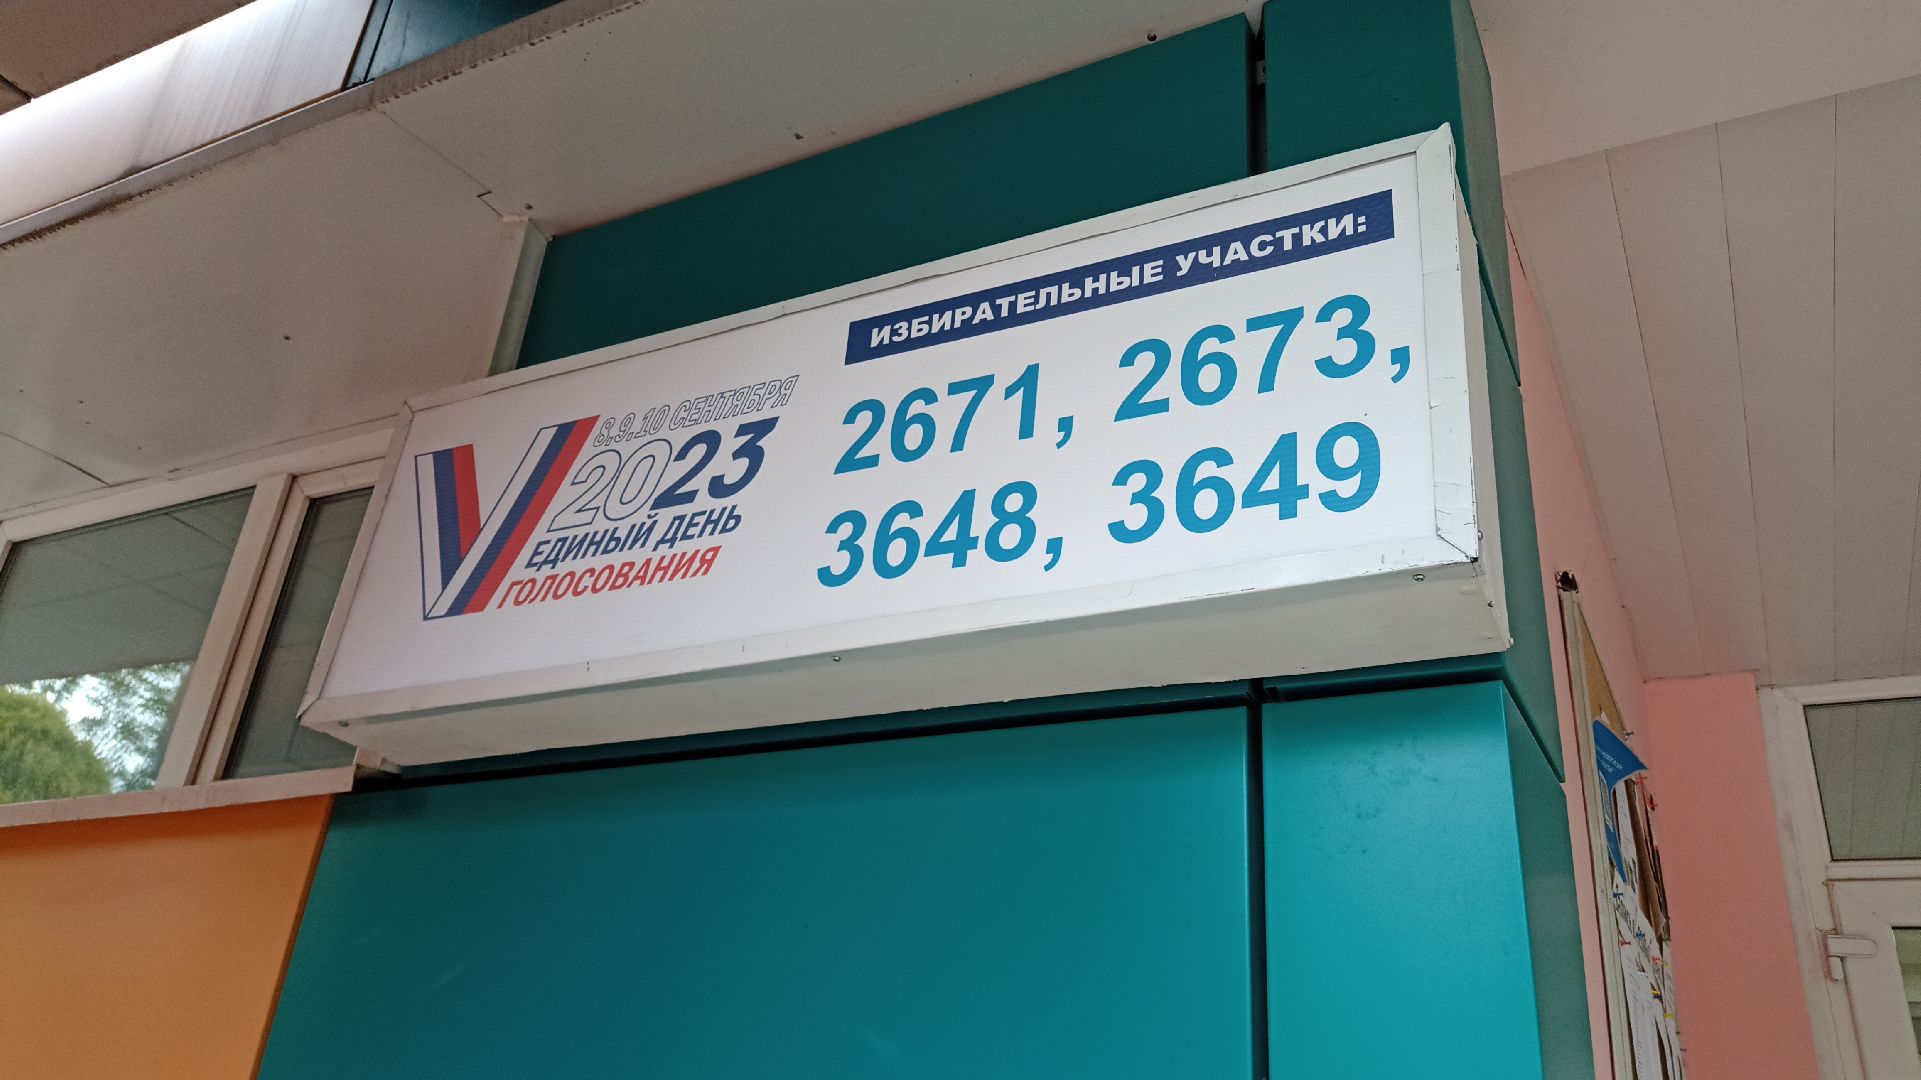 8.9.10 СЕНТЯБРЯ
2023
ЕДИНЫЙ ДЕНЬ
ГОЛОСОВАНИЯ
ИЗБИРАТЕЛЬНЫЕ УЧАСТКИ:
2671, 2673,
3648, 3649